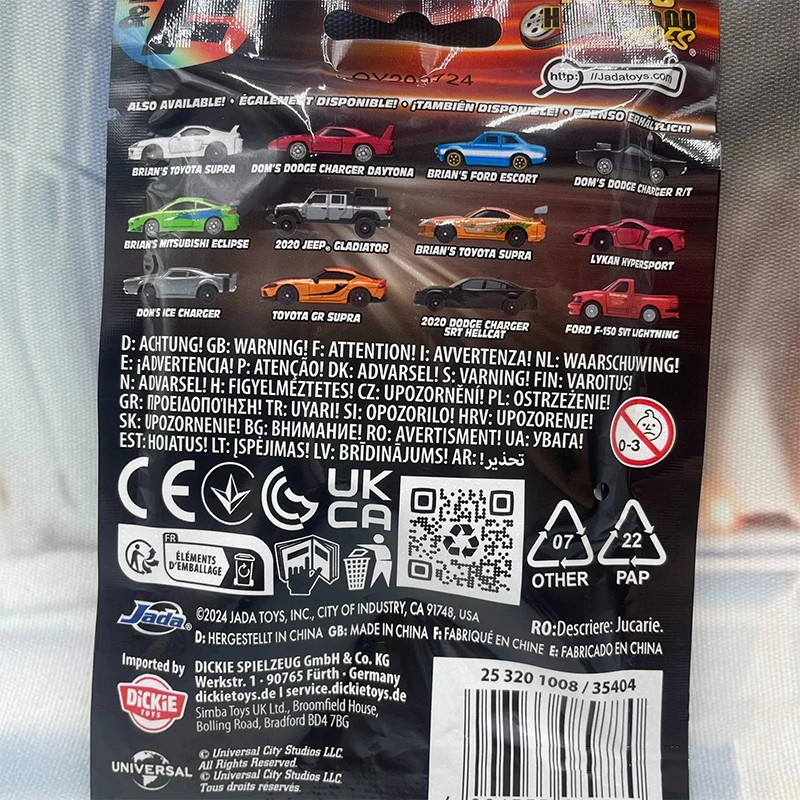 HOLLYWOOD
RIDES
http: //Jadatoys.com
ALSO AVAILABLE! • ÉGALEMENT DISPONIBLE! • ¡TAMBIÉN DISPONIBLE! • EBENSO ERHÄLTLICH!
BRIAN'S TOYOTA SUPRA DOM'S DODGE CHARGER DAYTONA BRIAN'S FORD ESCORT DOM'S DODGE CHARGER R/T
BRIAN'S MITSUBISHI ECLIPSE 2020 JEEP® GLADIATOR BRIAN'S TOYOTA SUPRA LYKAN HYPERSPORT
DOM'S ICE CHARGER TOYOTA GR SUPRA 2020 DODGE CHARGER FORD F-150 SVT LIGHTNING
SRT HELLCAT
D: ACHTUNG! GB: WARNING! F: ATTENTION! I: AVVERTENZA! NL: WAARSCHUWING!
E: ¡ADVERTENCIA! P: ATENÇÃO! DK: ADVARSEL! S: VARNING! FIN: VAROITUS!
N: ADVARSEL! H: FIGYELMÉZTETES! CZ: UPOZORNĚNÍ! PL: OSTRZEŻENIE!
GR: ΠΡΟΕΙΔΟΠΟΊΗΣΗ! TR: UYARI! SI: OPOZORILO! HRV: UPOZORENJE!
SK: UPOZORNENIE! BG: ВНИМАНИЕ! RO: AVERTISMENT! UA: УВАГА!
EST: HOIATUS! LT: ĮSPĖJIMAS! LV: BRĪDINĀJUMS! AR: تحذير!
0-3
CE
UK
CA
FR
ÉLÉMENTS
D'EMBALLAGE
07
OTHER
22
PAP
Jada
©2024 JADA TOYS, INC., CITY OF INDUSTRY, CA 91748, USA
D: HERGESTELLT IN CHINA GB: MADE IN CHINA F: FABRIQUÉ EN CHINE E: FABRICADO EN CHINA
RO:Descriere: Jucarie.
Imported by
DICKIE
TOYS
DICKIE SPIELZEUG GmbH & Co. KG
Werkstr. 1 · 90765 Fürth · Germany
dickietoys.de I service.dickietoys.de
Simba Toys UK Ltd., Broomfield House,
Bolling Road, Bradford BD4 7BG
25 320 1008 / 35404
UNIVERSAL
© Universal City Studios LLC.
All Rights Reserved.
© Universal City Studios LLC.
Tous droits réservés.